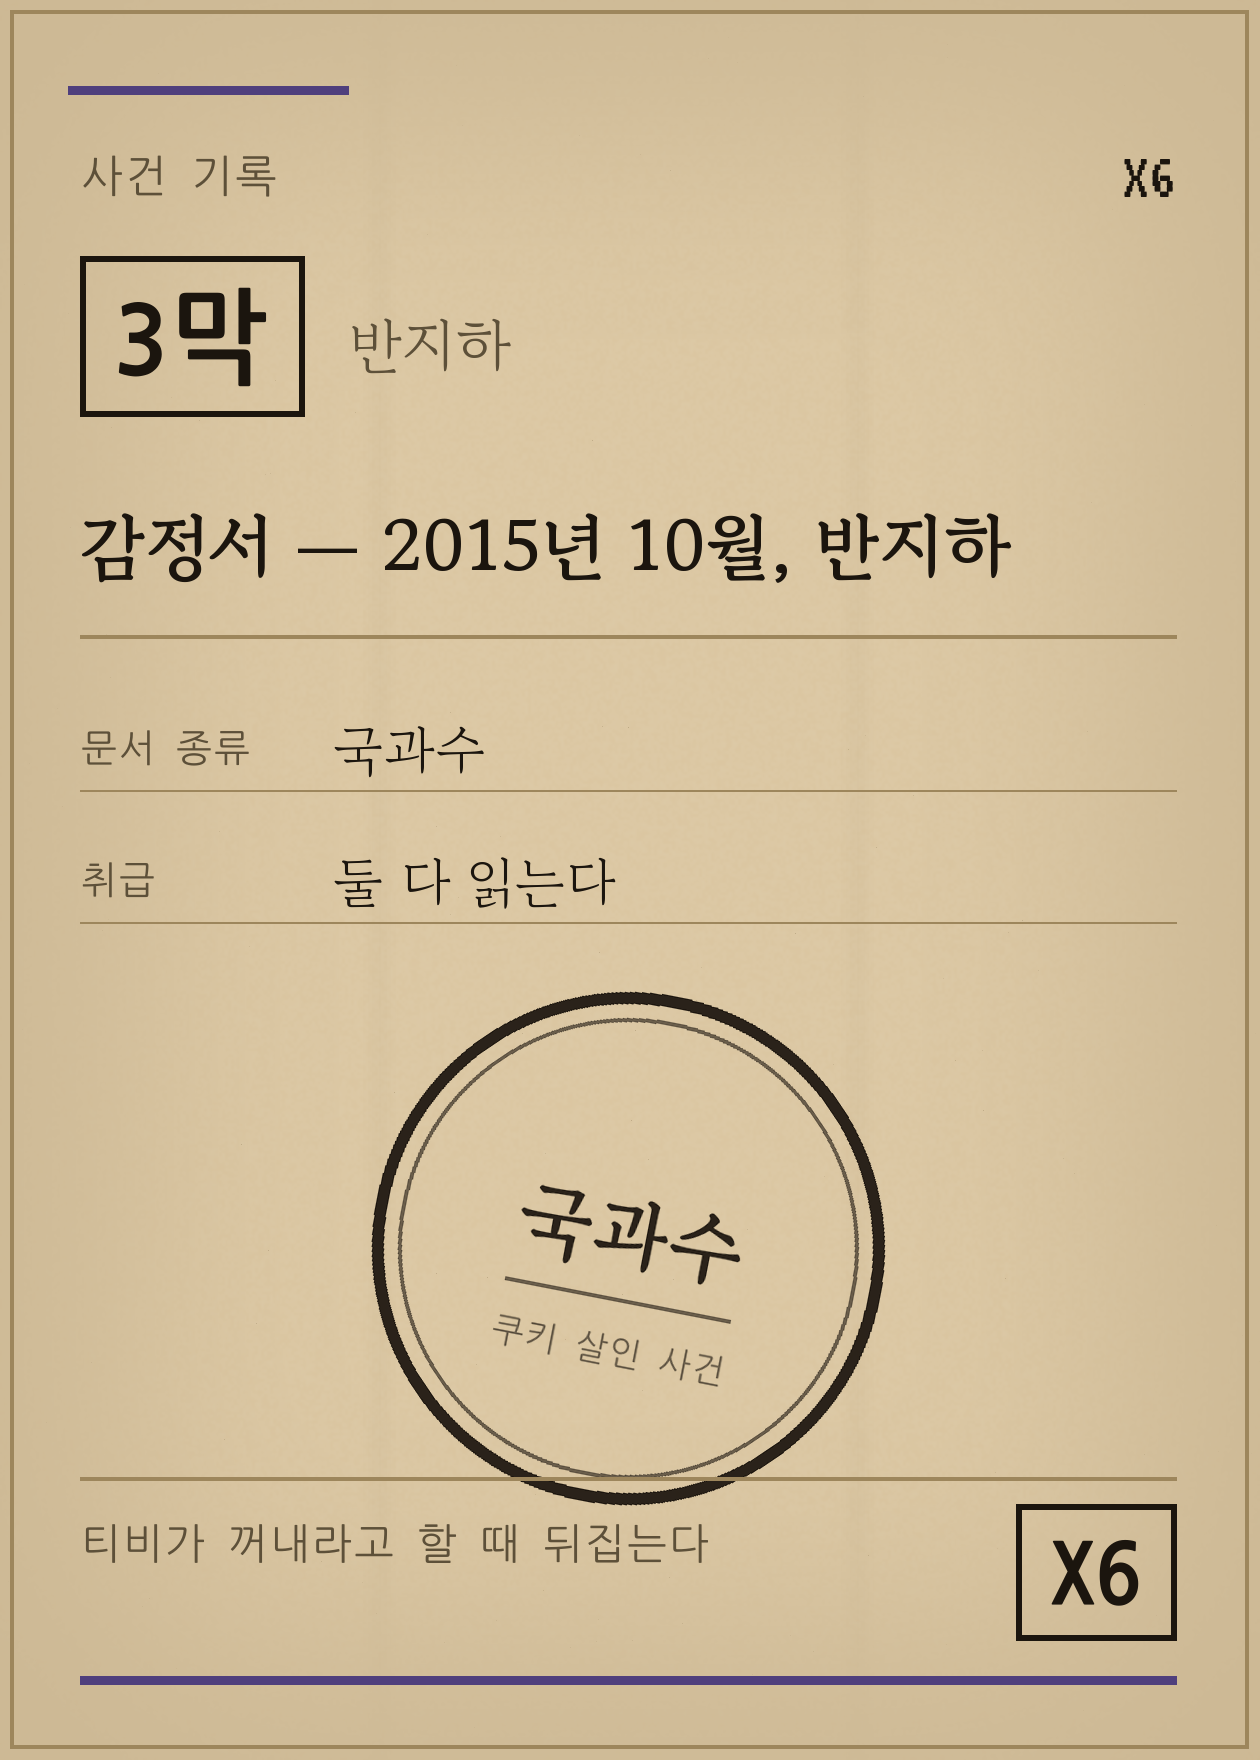 사건 기록
X6
3막
반지하
감정서 — 2015년 10월, 반지하
문서 종류 국과수
취급 둘 다 읽는다
국과수
쿠키 살인 사건
티비가 꺼내라고 할 때 뒤집는다
X6